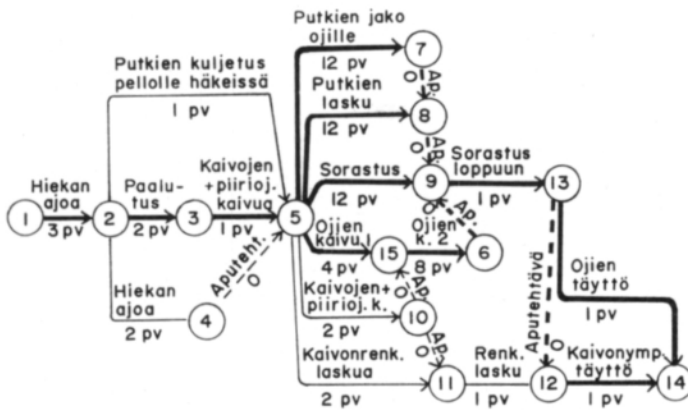 Putkien jako
ojille
12 pv
7
Ap.
0
Putkien kuljetus
pellolle häkeissä
1 pv
Putkien
lasku
12 pv
8
Ap.
0
Kaivojen
+piirioj.
kaivuq
1 pv
Sorastus
12 pv
9
Sorastus
loppuun
1 pv
13
Hiekan
ajoa
3 pv
1
2
Paalu-
tus
2 pv
3
5
Ojien
kaivu 1
4 pv
15
Ojien
k. 2
8 pv
6
Ap.
0
Aputeht.
0
Hiekan
ajoa
2 pv
4
Kaivojen+
piirioj. k.
2 pv
10
Ap.
0
Ap.
0
Aputehtävä
0
Ojien
täyttö
1 pv
Kaivonrenk.
laskua
2 pv
11
Renk.
lasku
1 pv
12
Kaivonymp.
täyttö
1 pv
14